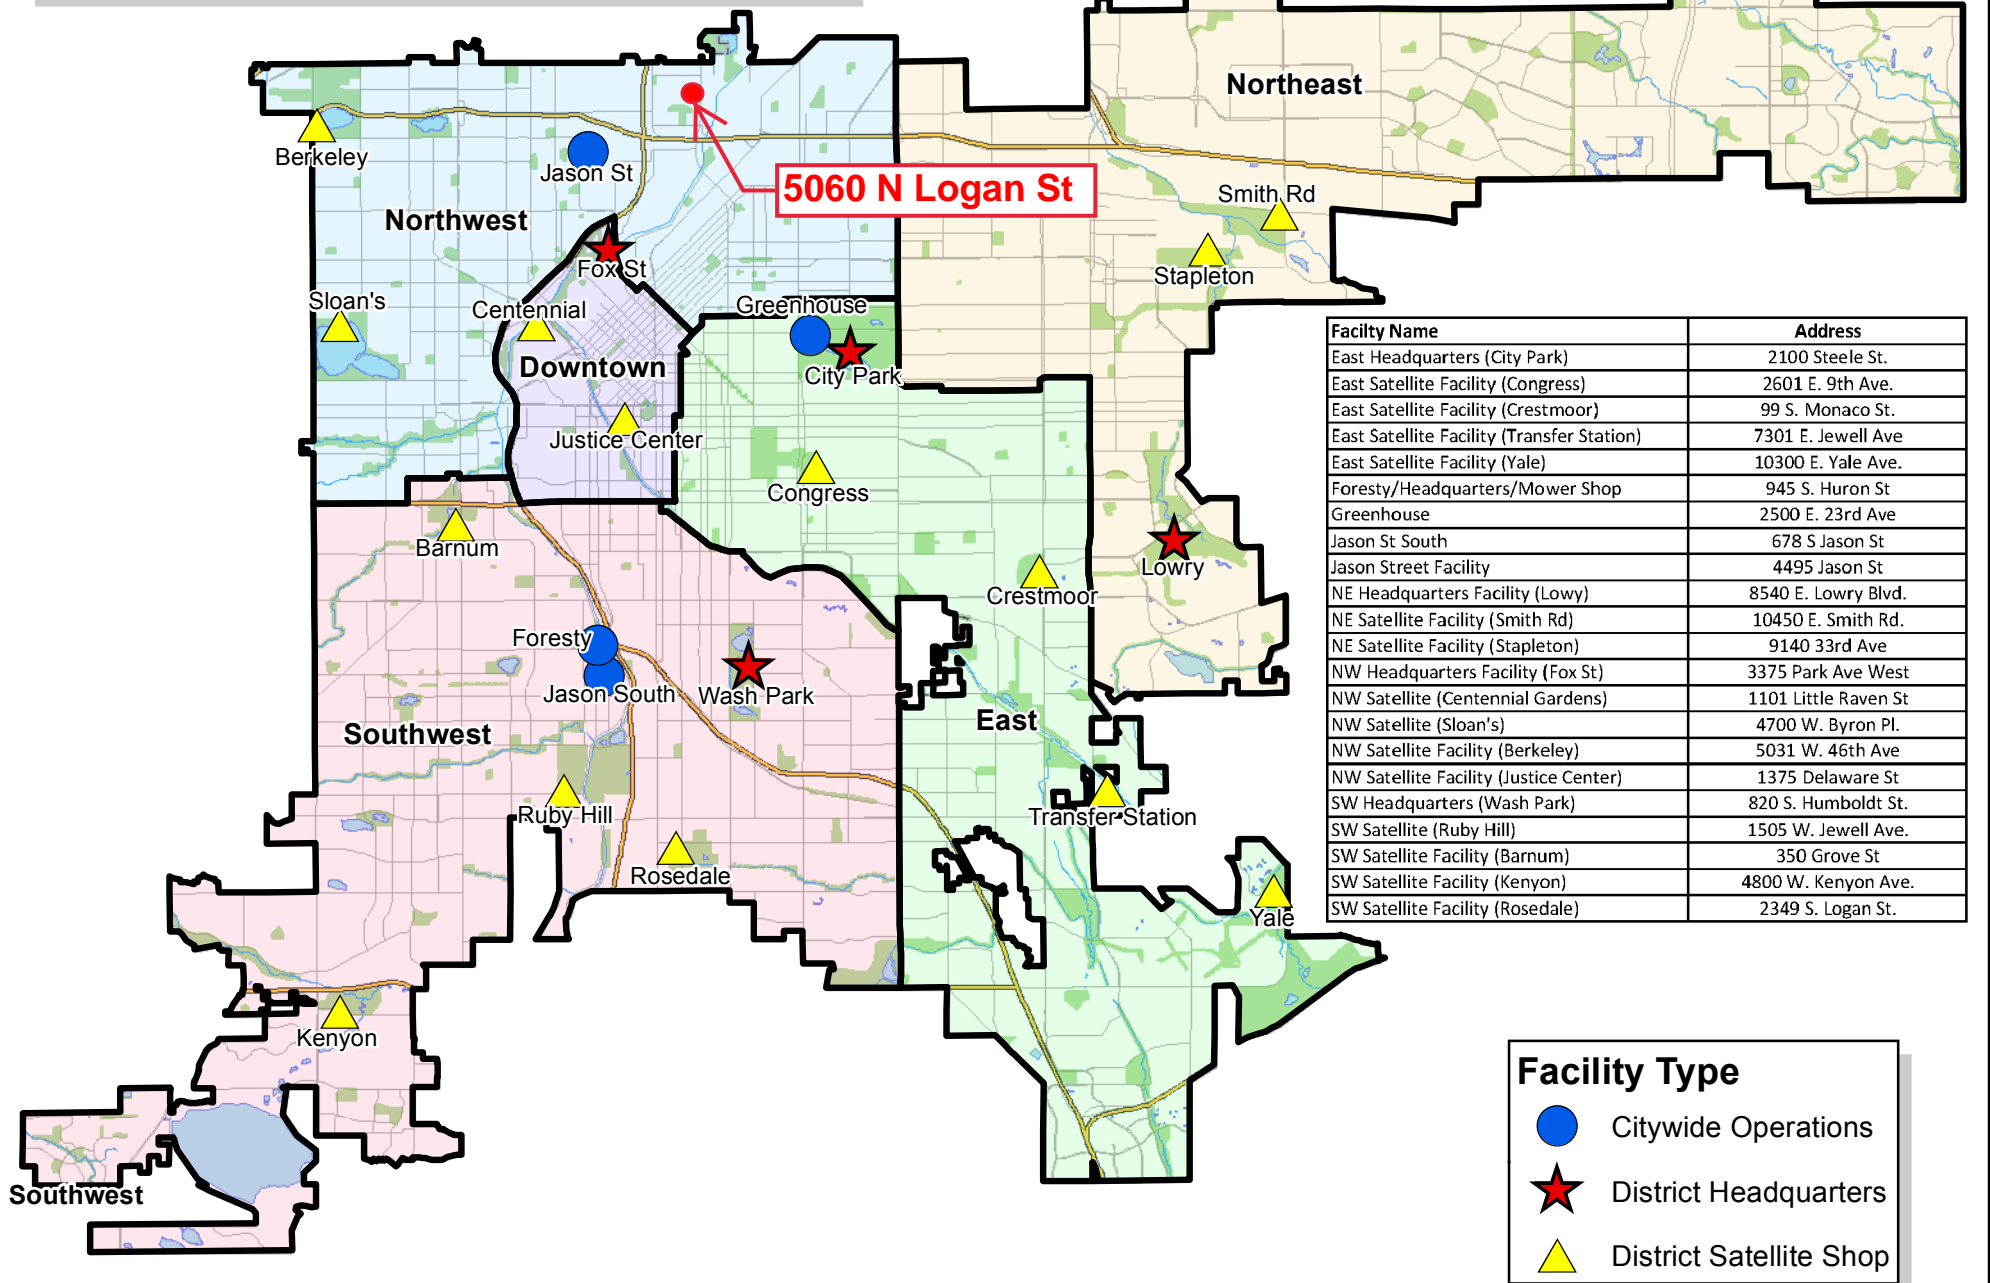 Northeast
Berkeley
Jason St
5060 N Logan St
Smith Rd
Northwest
Fox St
Stapleton
Sloan's
Centennial
Greenhouse
Downtown
City Park
Justice Center
Congress
Barnum
Lowry
Crestmoor
Foresty
Jason South
Wash Park
Southwest
East
Ruby Hill
Transfer Station
Rosedale
Yale
Kenyon
Southwest
Facilty Name Address
East Headquarters (City Park) 2100 Steele St.
East Satellite Facility (Congress) 2601 E. 9th Ave.
East Satellite Facility (Crestmoor) 99 S. Monaco St.
East Satellite Facility (Transfer Station) 7301 E. Jewell Ave
East Satellite Facility (Yale) 10300 E. Yale Ave.
Foresty/Headquarters/Mower Shop 945 S. Huron St
Greenhouse 2500 E. 23rd Ave
Jason St South 678 S Jason St
Jason Street Facility 4495 Jason St
NE Headquarters Facility (Lowy) 8540 E. Lowry Blvd.
NE Satellite Facility (Smith Rd) 10450 E. Smith Rd.
NE Satellite Facility (Stapleton) 9140 33rd Ave
NW Headquarters Facility (Fox St) 3375 Park Ave West
NW Satellite (Centennial Gardens) 1101 Little Raven St
NW Satellite (Sloan's) 4700 W. Byron Pl.
NW Satellite Facility (Berkeley) 5031 W. 46th Ave
NW Satellite Facility (Justice Center) 1375 Delaware St
SW Headquarters (Wash Park) 820 S. Humboldt St.
SW Satellite (Ruby Hill) 1505 W. Jewell Ave.
SW Satellite Facility (Barnum) 350 Grove St
SW Satellite Facility (Kenyon) 4800 W. Kenyon Ave.
SW Satellite Facility (Rosedale) 2349 S. Logan St.
Facility Type
Citywide Operations
District Headquarters
District Satellite Shop